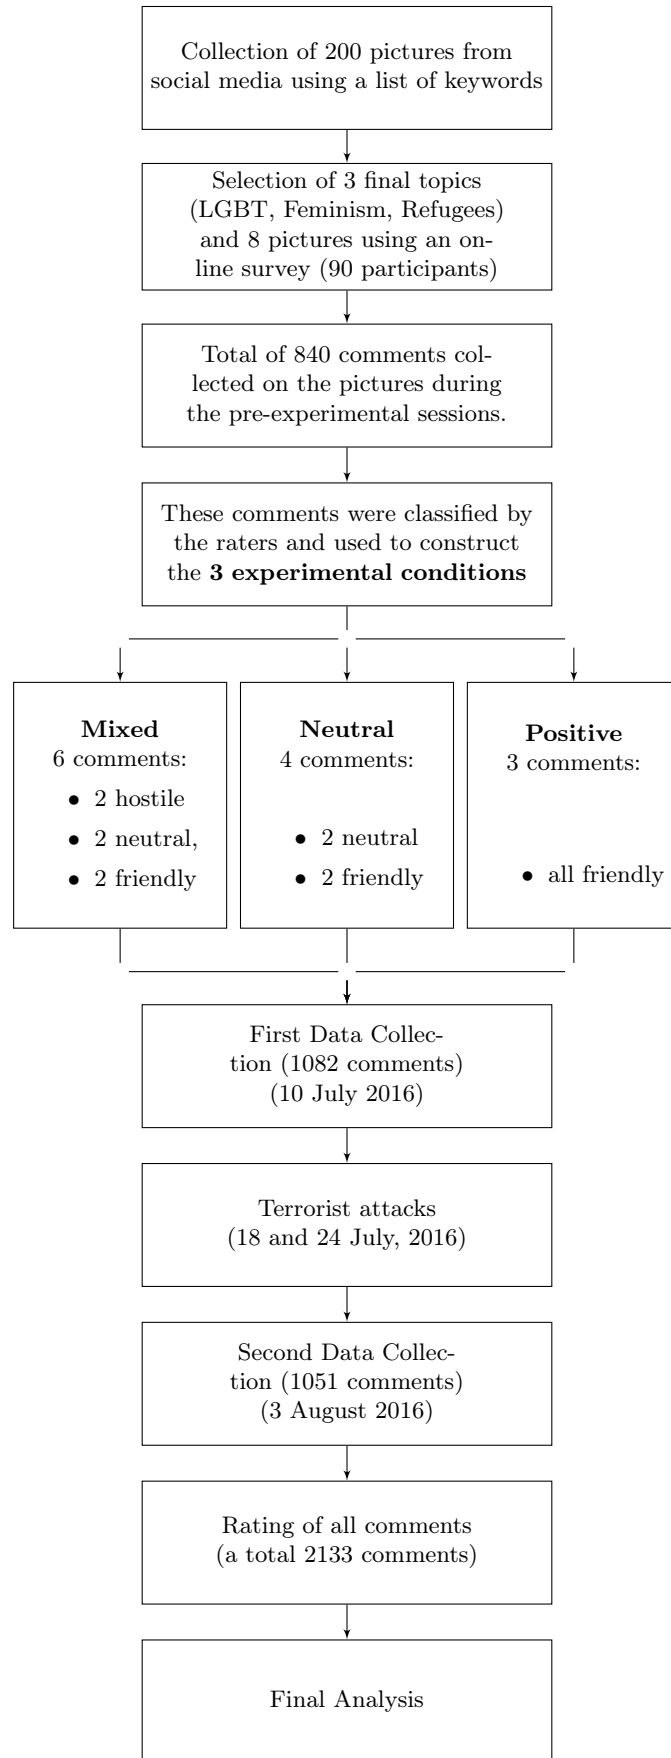 Collection of 200 pictures from
social media using a list of keywords
Selection of 3 final topics
(LGBT, Feminism, Refugees)
and 8 pictures using an on-
line survey (90 participants)
Total of 840 comments col-
lected on the pictures during
the pre-experimental sessions.
These comments were classified by
the raters and used to construct
the 3 experimental conditions
Mixed
6 comments:
• 2 hostile
• 2 neutral,
• 2 friendly
Neutral
4 comments:
• 2 neutral
• 2 friendly
Positive
3 comments:
• all friendly
First Data Collec-
tion (1082 comments)
(10 July 2016)
Terrorist attacks
(18 and 24 July, 2016)
Second Data Collec-
tion (1051 comments)
(3 August 2016)
Rating of all comments
(a total 2133 comments)
Final Analysis